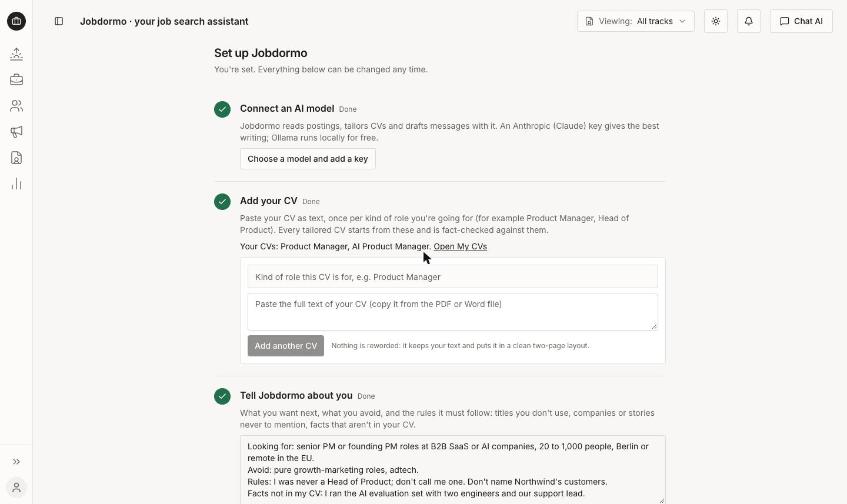 Jobdormo · your job search assistant
Viewing: All tracks
Chat AI
Set up Jobdormo
You're set. Everything below can be changed any time.
Connect an AI model Done
Jobdormo reads postings, tailors CVs and drafts messages with it. An Anthropic (Claude) key gives the best
writing; Ollama runs locally for free.
Choose a model and add a key
Add your CV Done
Paste your CV as text, once per kind of role you're going for (for example Product Manager, Head of
Product). Every tailored CV starts from these and is fact-checked against them.
Your CVs: Product Manager, AI Product Manager. Open My CVs
Kind of role this CV is for, e.g. Product Manager
Paste the full text of your CV (copy it from the PDF or Word file)
Add another CV
Nothing is reworded: it keeps your text and puts it in a clean two-page layout.
Tell Jobdormo about you Done
What you want next, what you avoid, and the rules it must follow: titles you don't use, companies or stories
never to mention, facts that aren't in your CV.
Looking for: senior PM or founding PM roles at B2B SaaS or AI companies, 20 to 1,000 people, Berlin or
remote in the EU.
Avoid: pure growth-marketing roles, adtech.
Rules: I was never a Head of Product; don't call me one. Don't name Northwind's customers.
Facts not in my CV: I ran the AI evaluation set with two engineers and our support lead.